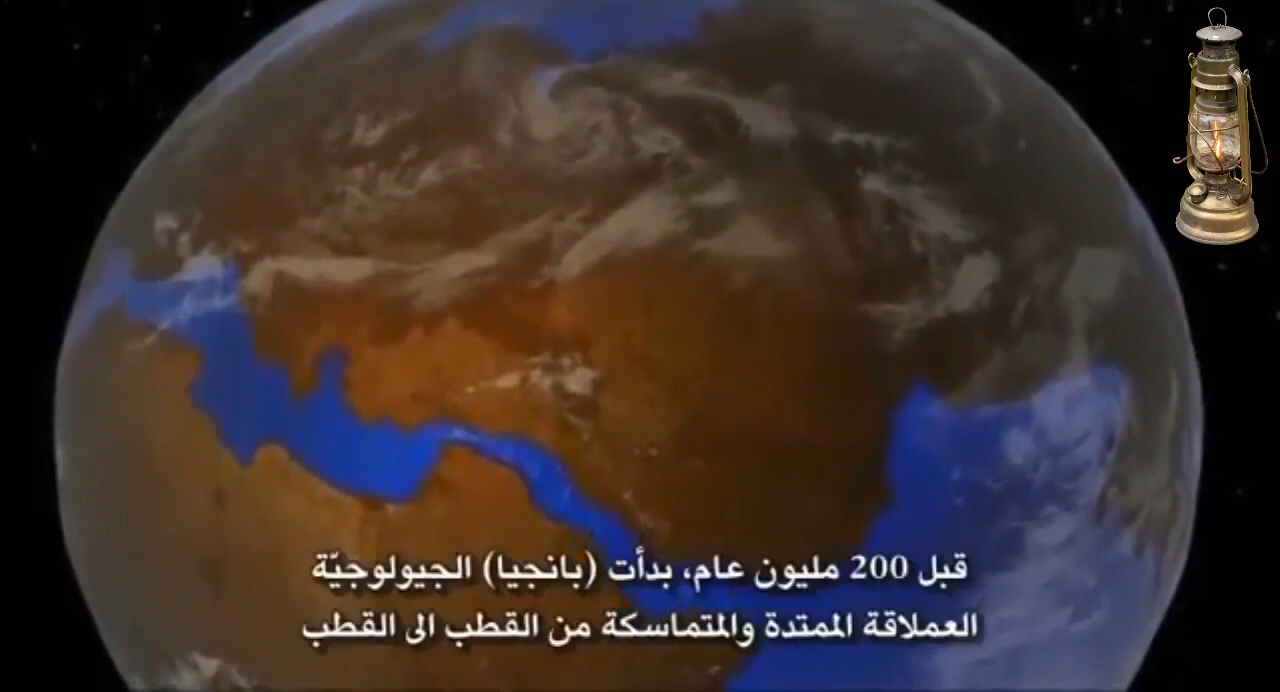 قبل 200 مليون عام، بدأت (بانجيا) الجيولوجيّة
العملاقة الممتدة والمتماسكة من القطب الى القطب